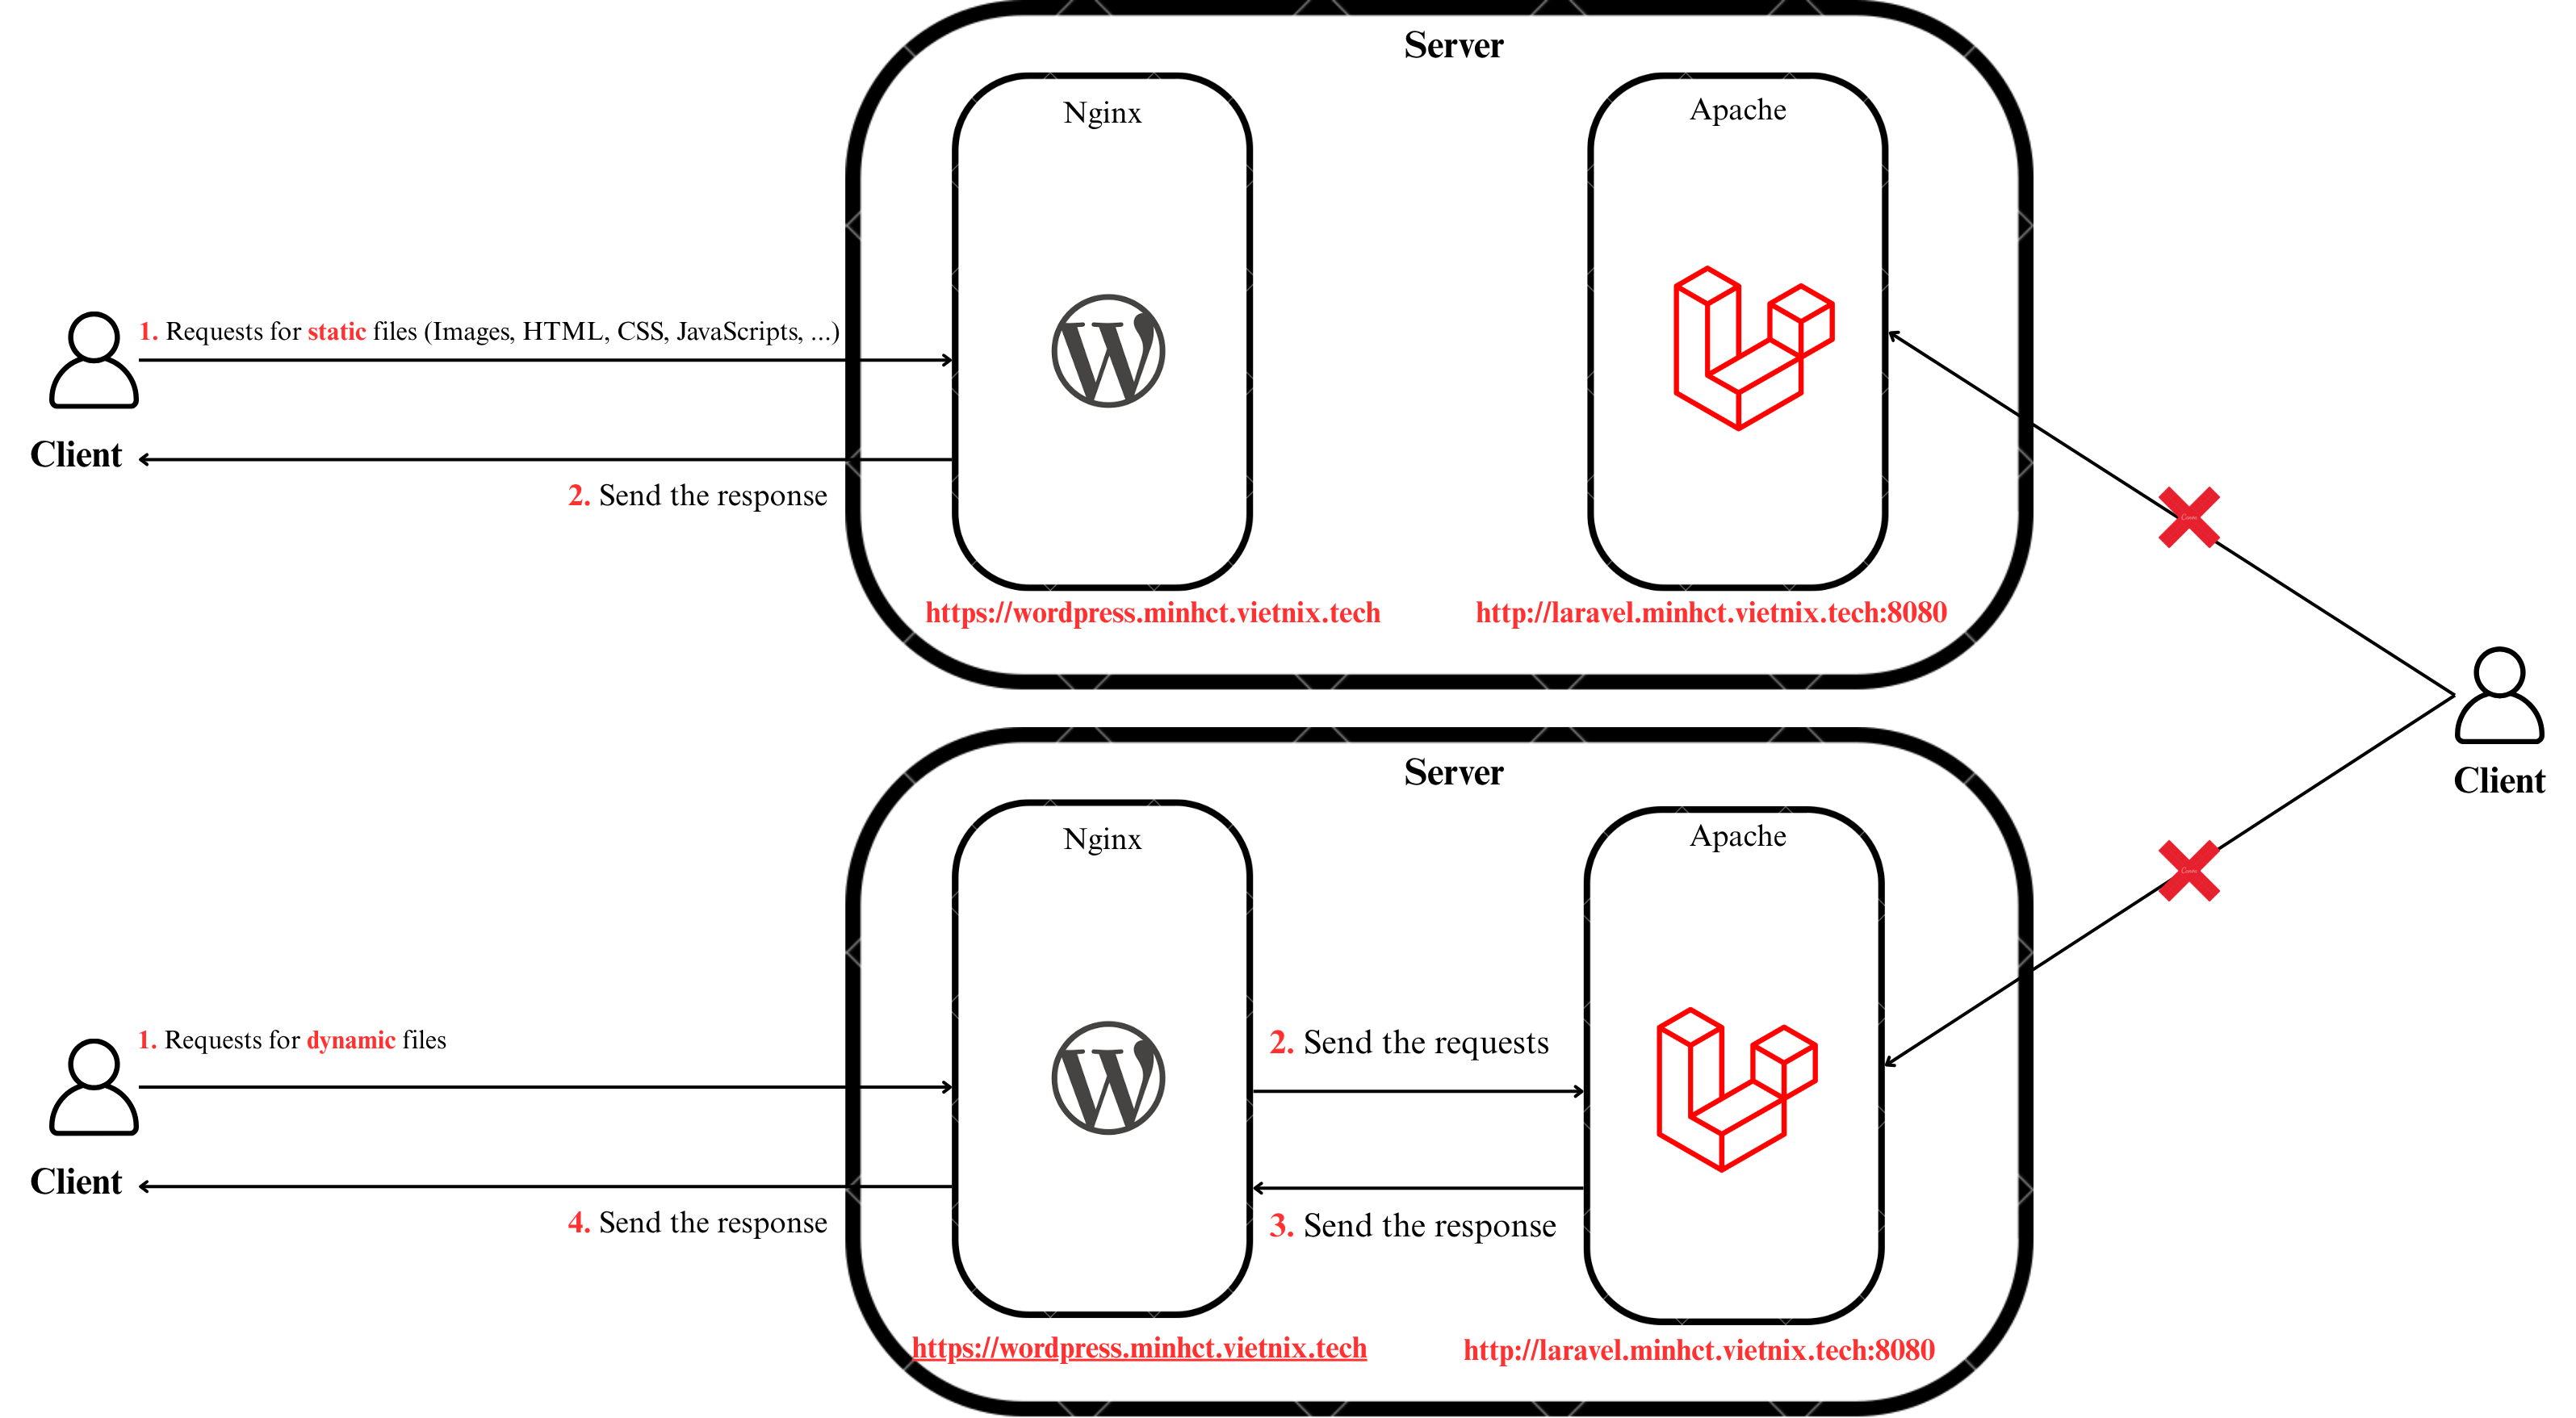 Server
Nginx
Apache
1. Requests for static files (Images, HTML, CSS, JavaScripts, ...)
Client
2. Send the response
https://wordpress.minhct.vietnix.tech
http://laravel.minhct.vietnix.tech:8080
Client
Server
Nginx
Apache
1. Requests for dynamic files
2. Send the requests
Client
4. Send the response
3. Send the response
https://wordpress.minhct.vietnix.tech
http://laravel.minhct.vietnix.tech:8080